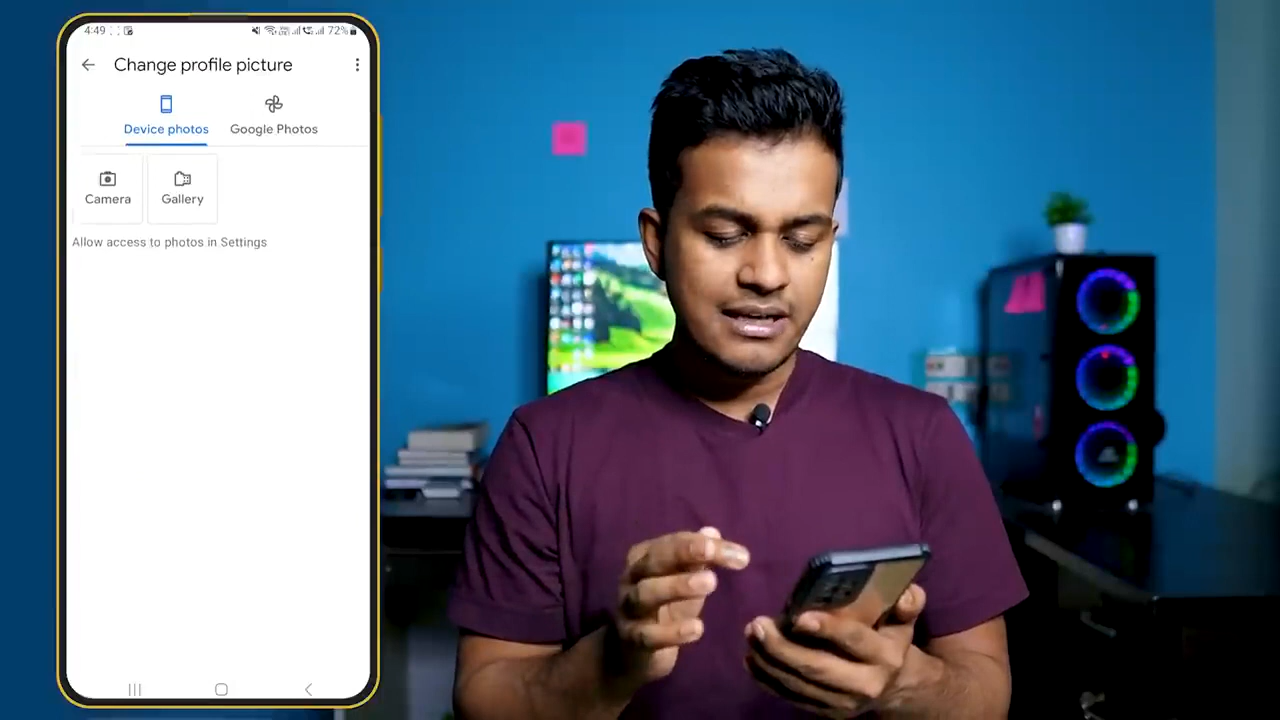 4:49 72%
Change profile picture
Device photos Google Photos
Camera Gallery
Allow access to photos in Settings